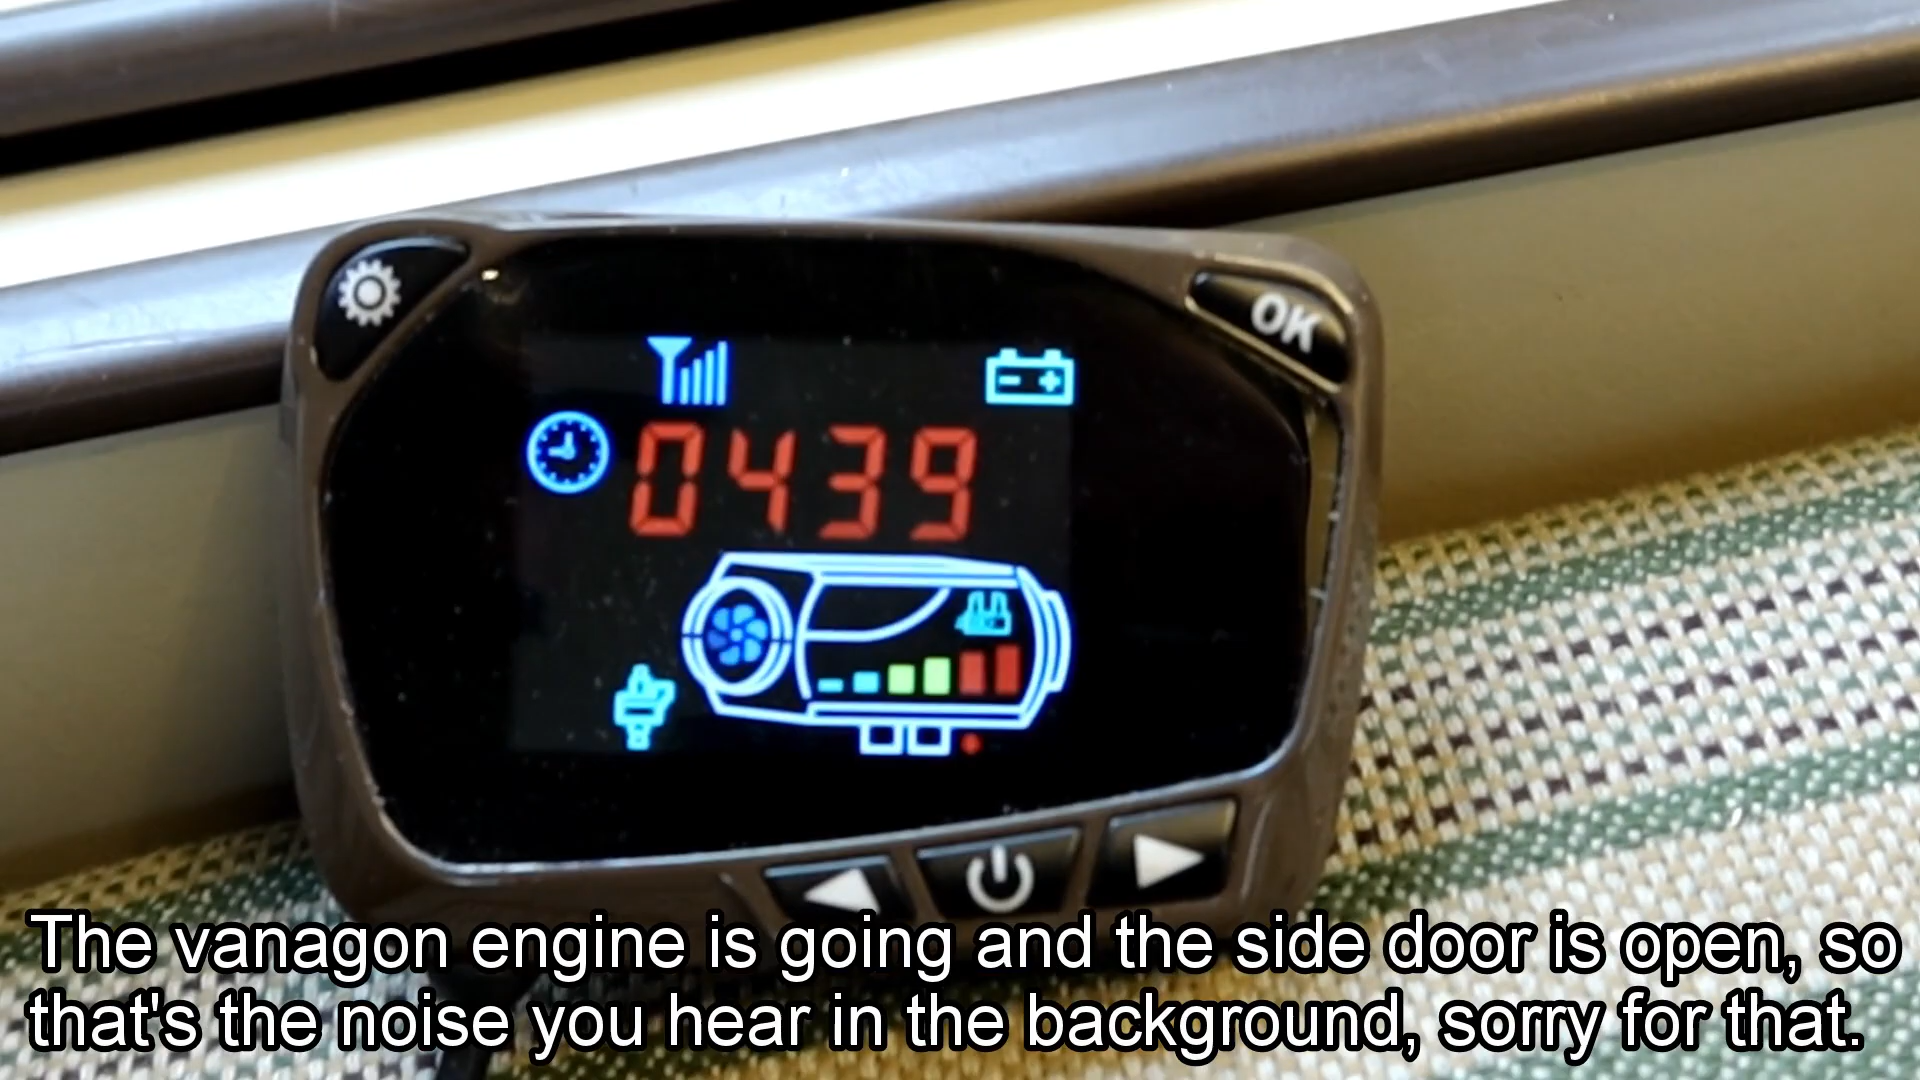 OK
0439
The vanagon engine is going and the side door is open, so
that's the noise you hear in the background, sorry for that.